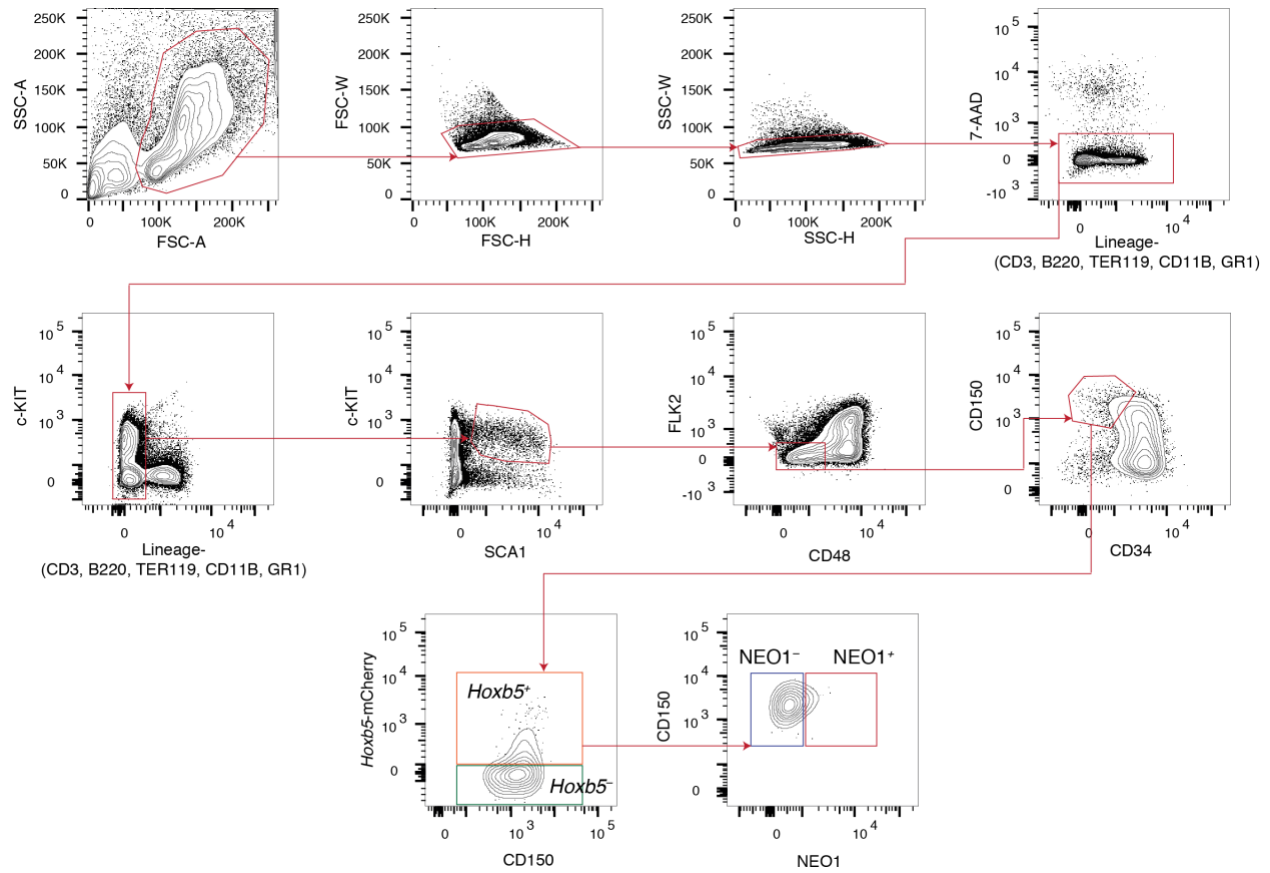 250K
200K
150K
100K
50K
0
SSC-A
0 100K 200K
FSC-A
250K
200K
150K
100K
50K
0
FSC-W
100K 200K
FSC-H
250K
200K
150K
100K
50K
0
SSC-W
0 100K 200K
SSC-H
10 5
10 4
10 3
0
-10 3
7-AAD
0 10 4
Lineage-
(CD3, B220, TER119, CD11B, GR1)
10 5
10 4
10 3
0
c-KIT
0 10 4
Lineage-
(CD3, B220, TER119, CD11B, GR1)
10 5
10 4
10 3
0
c-KIT
0 10 4
SCA1
10 5
10 4
10 3
0
-10 3
FLK2
0 10 4
CD48
10 5
10 4
10 3
0
CD150
0 10 4
CD34
10 5
10 4
10 3
0
Hoxb5-mCherry
Hoxb5+
Hoxb5–
0 10 3 10 5
CD150
10 5
10 4
10 3
0
CD150
NEO1– NEO1+
0 10 4
NEO1